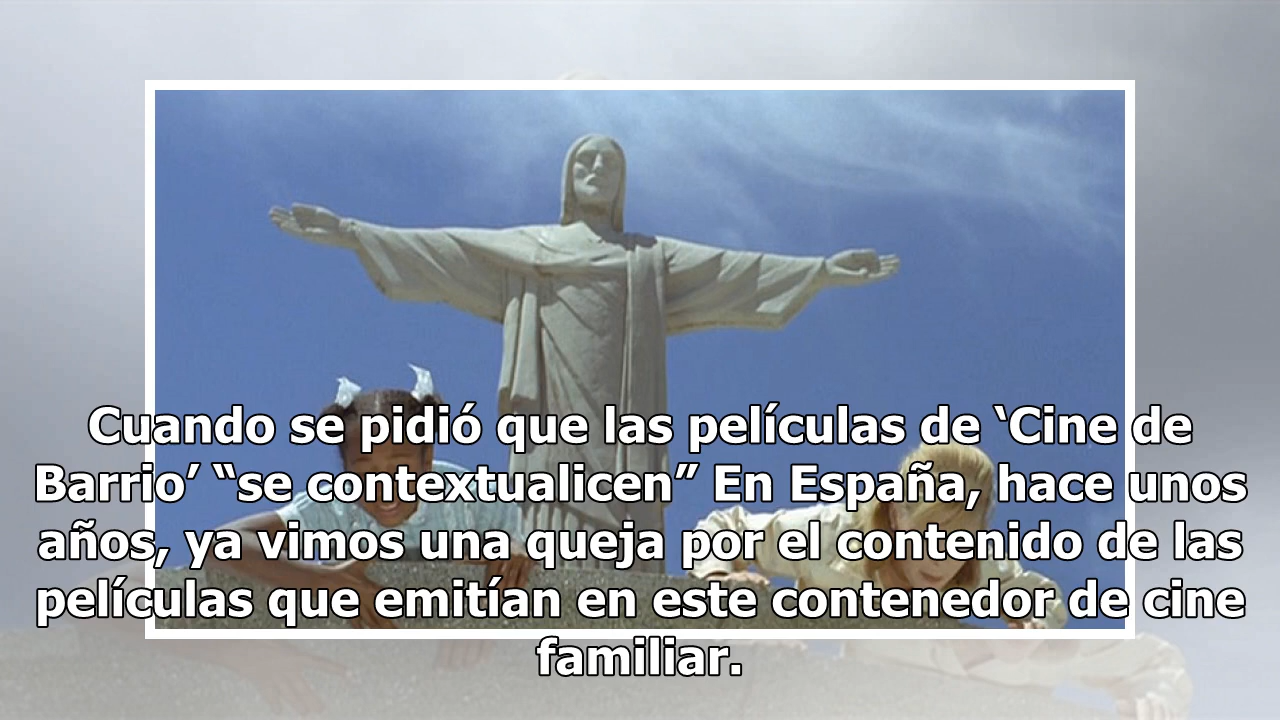 Cuando se pidió que las películas de ‘Cine de
Barrio’ “se contextualicen” En España, hace unos
años, ya vimos una queja por el contenido de las
películas que emitían en este contenedor de cine
familiar.